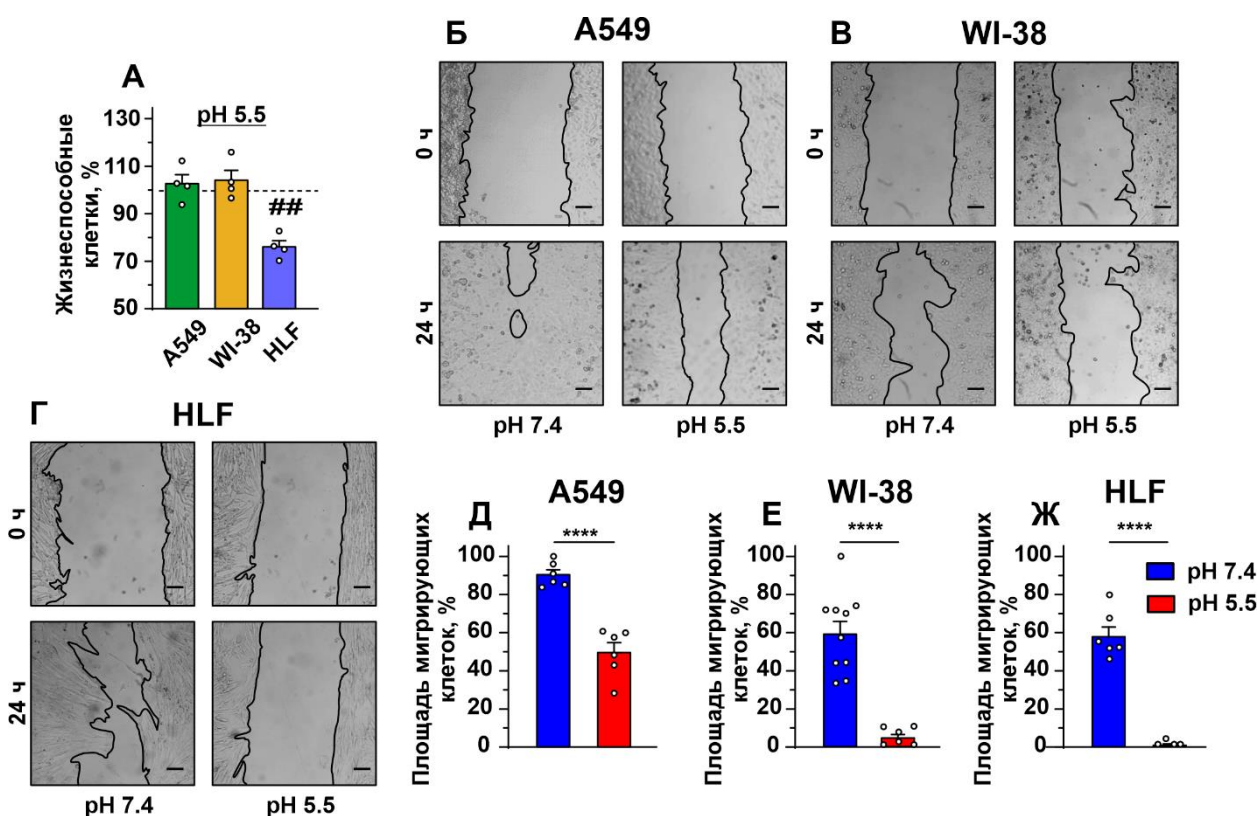 А
Жизнеспособные
клетки, %
130
110
90
70
50
pH 5.5
##
A549
WI-38
HLF
Б
A549
0 ч
24 ч
pH 7.4
pH 5.5
В
WI-38
0 ч
24 ч
pH 7.4
pH 5.5
Г
HLF
0 ч
24 ч
pH 7.4
pH 5.5
Д
A549
Площадь мигрирующих
клеток, %
100
80
60
40
20
0
****
Е
WI-38
Площадь мигрирующих
клеток, %
100
80
60
40
20
0
****
Ж
HLF
Площадь мигрирующих
клеток, %
100
80
60
40
20
0
****
pH 7.4
pH 5.5